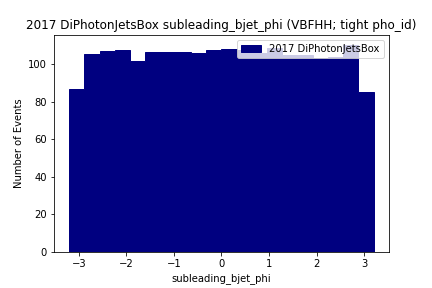 2017 DiPhotonJetsBox subleading_bjet_phi (VBFHH; tight pho_id)
2017 DiPhotonJetsBox
Number of Events
100
80
60
40
20
0
−3 −2 −1 0 1 2 3
subleading_bjet_phi